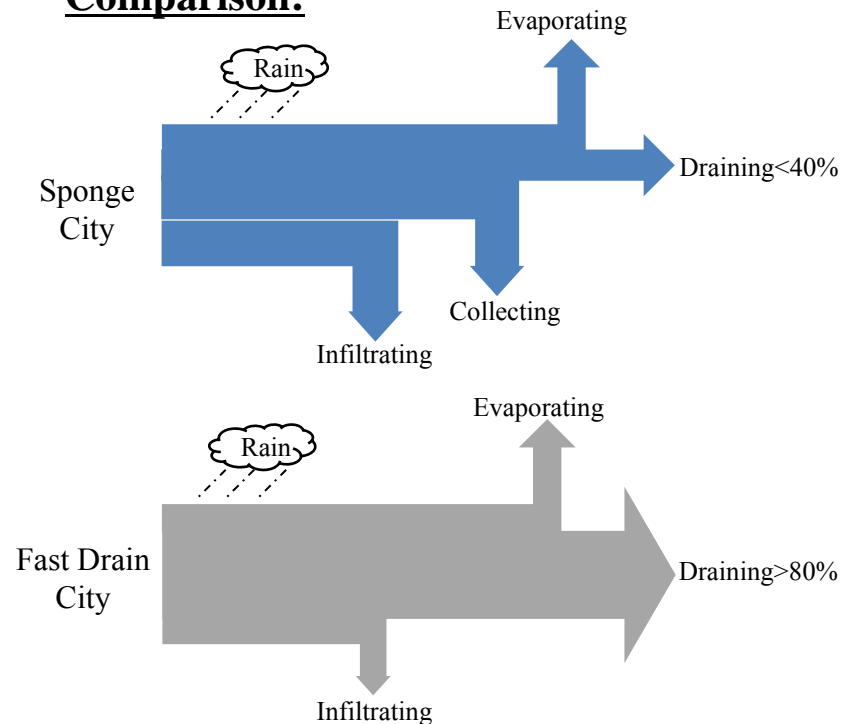 Comparison:
Evaporating
Rain
Draining<40%
Sponge
City
Collecting
Infiltrating
Evaporating
Rain
Fast Drain
City
Draining>80%
Infiltrating